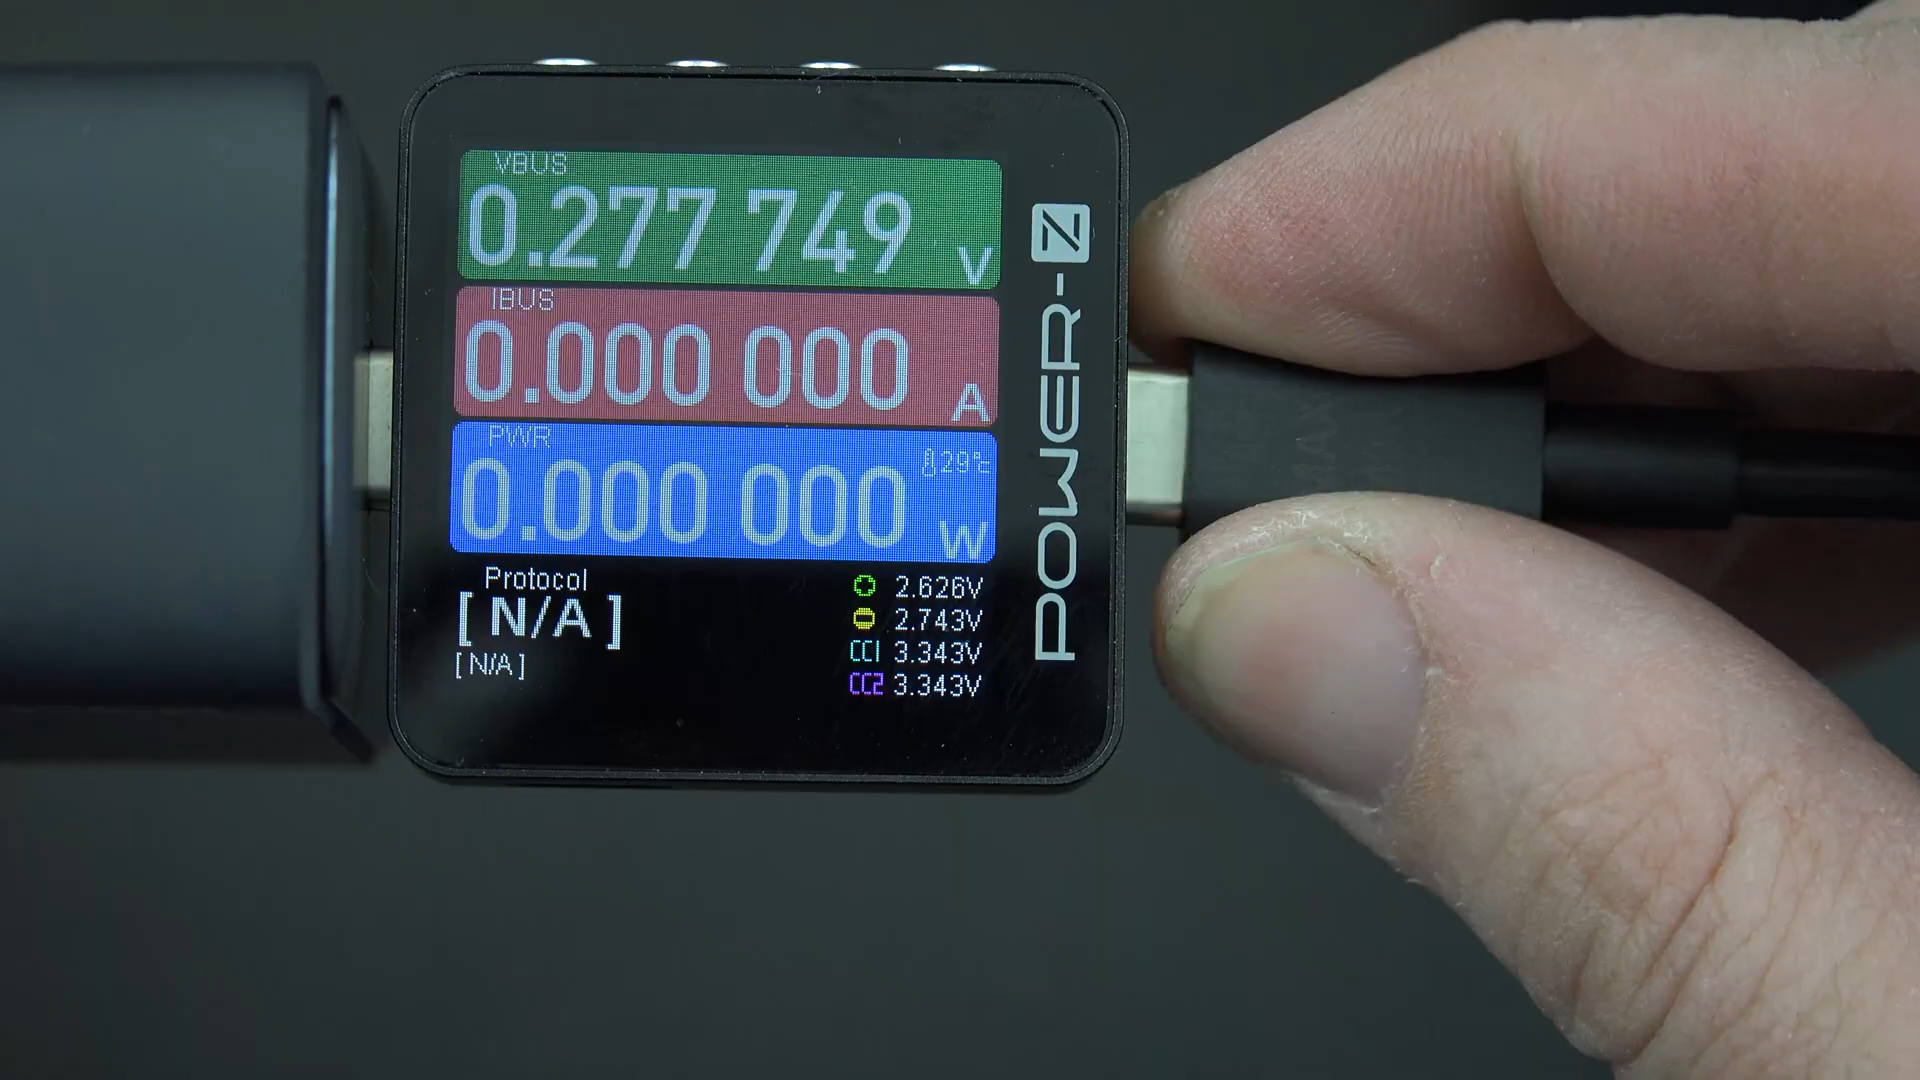 VBUS
0.277 749 V
IBUS
0.000 000 A
PWR
29℃
0.000 000 W
Protocol
[ N/A ]
[ N/A ]
2.626V
2.743V
CC1 3.343V
CC2 3.343V
POWER-Z